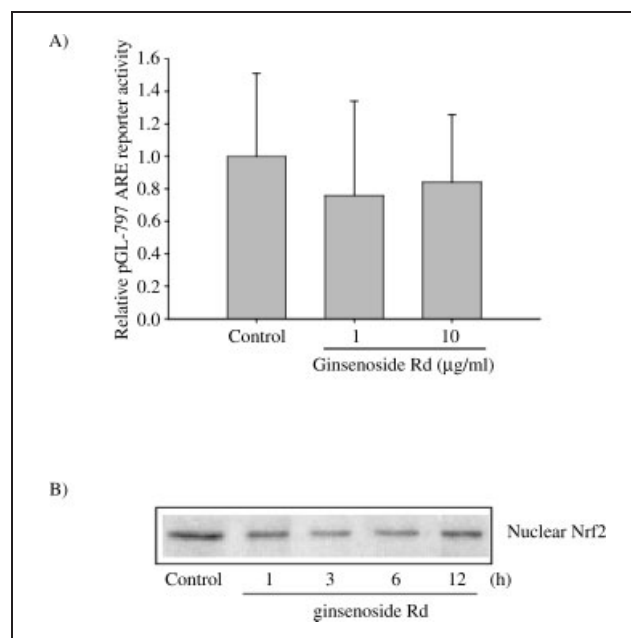 A)
Relative pGL-797 ARE reporter activity
1.6
1.4
1.2
1.0
0.8
0.6
0.4
0.2
0.0
Control 1 10
Ginsenoside Rd (μg/ml)
B)
Nuclear Nrf2
Control 1 3 6 12 (h)
ginsenoside Rd